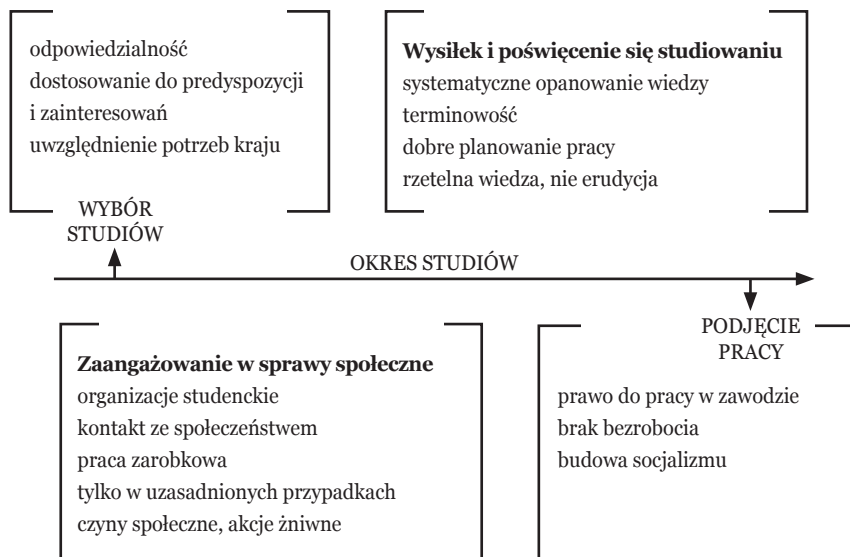 odpowiedzialność
dostosowanie do predyspozycji
i zainteresowań
uwzględnienie potrzeb kraju
WYBÓR
STUDIÓW
Wysiłek i poświęcenie się studiowaniu
systematyczne opanowanie wiedzy
terminowość
dobre planowanie pracy
rzetelna wiedza, nie erudycja
OKRES STUDIÓW
Zaangażowanie w sprawy społeczne
organizacje studenckie
kontakt ze społeczeństwem
praca zarobkowa
tylko w uzasadnionych przypadkach
czyny społeczne, akcje żniwne
PODJĘCIE
PRACY
prawo do pracy w zawodzie
brak bezrobocia
budowa socjalizmu